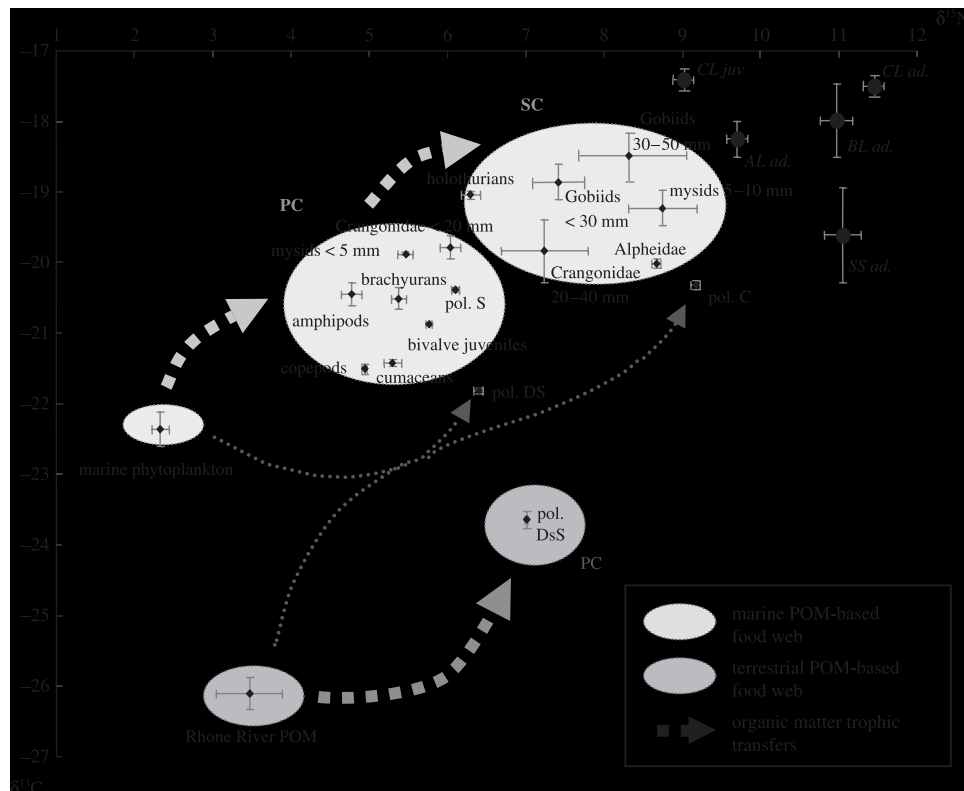 δ15N
1 2 3 4 5 6 7 8 9 10 11 12
–17
–18
–19
–20
–21
–22
–23
–24
–25
–26
–27
δ13C
CL juv
CL ad.
AL ad.
BL ad.
SS ad.
SC
Gobiids
30–50 mm
holothurians
Gobiids
< 30 mm
mysids 5–10 mm
Alpheidae
Crangonidae
20–40 mm
pol. C
PC
Crangonidae < 20 mm
mysids < 5 mm
brachyurans
pol. S
amphipods
bivalve juveniles
copepods
cumaceans
pol. DS
marine phytoplankton
pol.
DsS
PC
Rhone River POM
marine POM-based
food web
terrestrial POM-based
food web
organic matter trophic
transfers